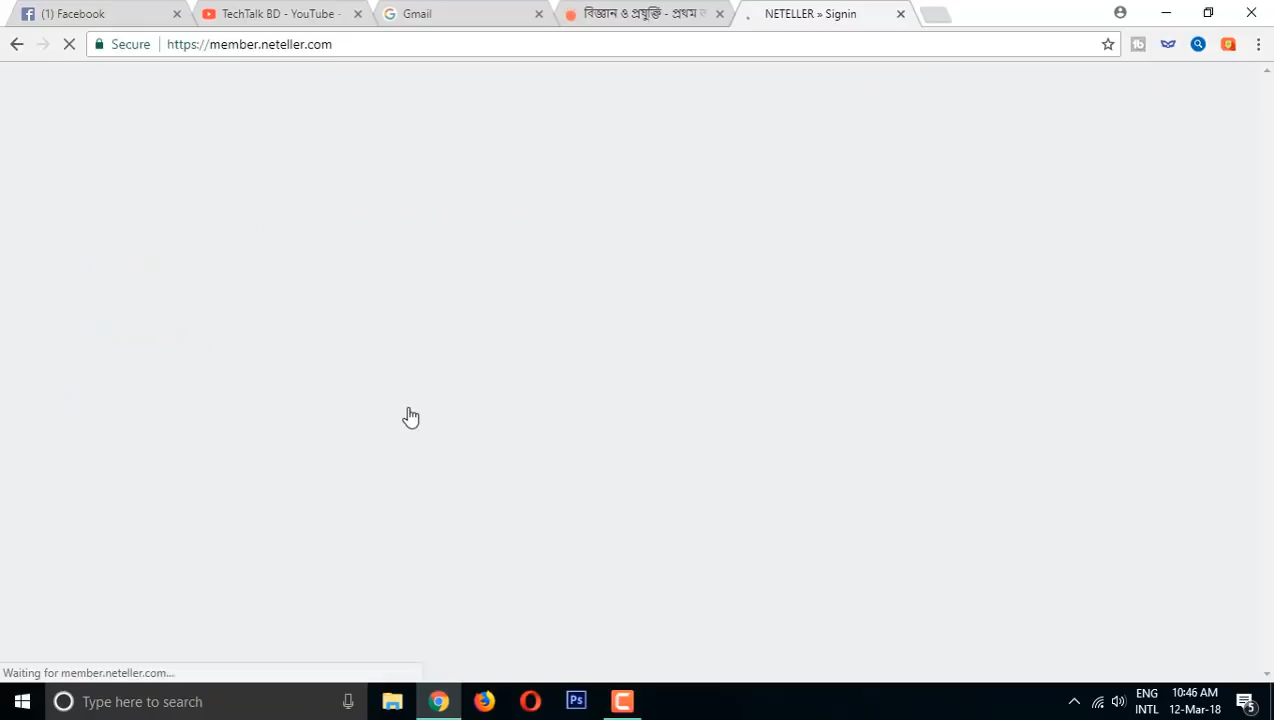 (1) Facebook
TechTalk BD - YouTube -
Gmail
বিজ্ঞান ও প্রযুক্তি - প্রথম
NETELLER » Signin
Secure
https://member.neteller.com
Waiting for member.neteller.com...
Type here to search
Ps
ENG
INTL
10:46 AM
12-Mar-18
5